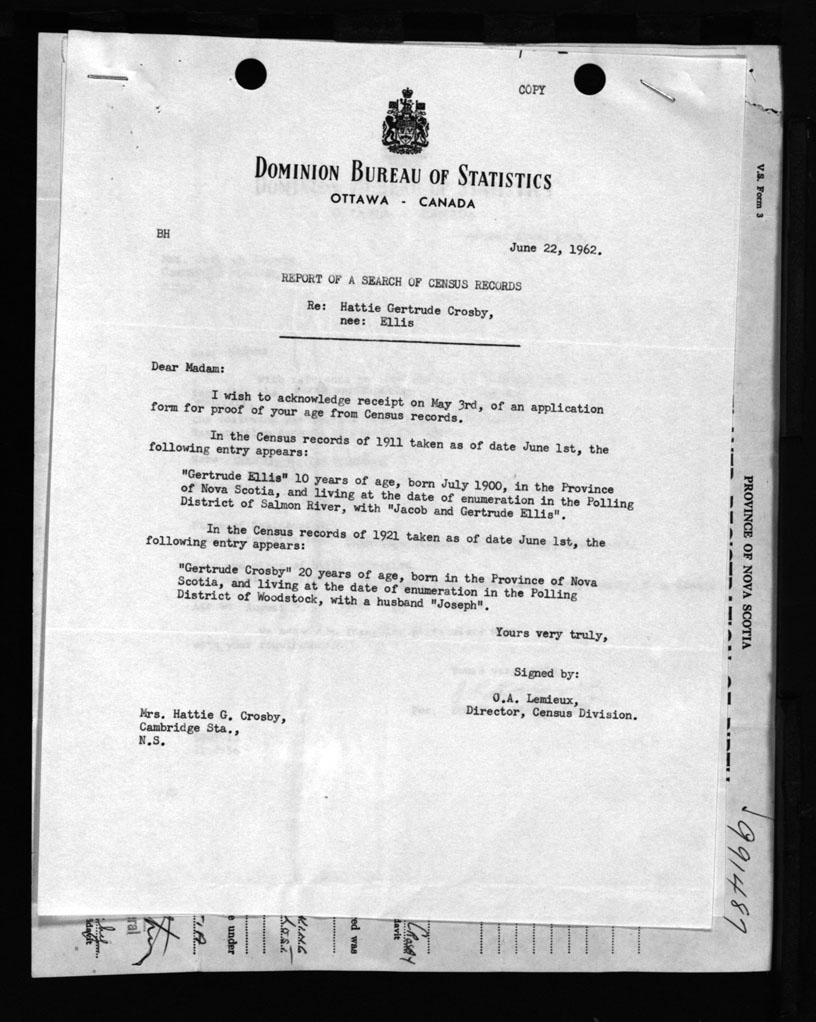 COPY
DOMINION BUREAU OF STATISTICS
OTTAWA - CANADA
BH
June 22, 1962.
REPORT OF A SEARCH OF CENSUS RECORDS
Re: Hattie Gertrude Crosby,
nee: Ellis
Dear Madam:
I wish to acknowledge receipt on May 3rd, of an application
form for proof of your age from Census records.
In the Census records of 1911 taken as of date June 1st, the
following entry appears:
"Gertrude Ellis" 10 years of age, born July 1900, in the Province
of Nova Scotia, and living at the date of enumeration in the Polling
District of Salmon River, with "Jacob and Gertrude Ellis".
In the Census records of 1921 taken as of date June 1st, the
following entry appears:
"Gertrude Crosby" 20 years of age, born in the Province of Nova
Scotia, and living at the date of enumeration in the Polling
District of Woodstock, with a husband "Joseph".
Yours very truly,
Signed by:
O.A. Lemieux,
Director, Census Division.
Mrs. Hattie G. Crosby,
Cambridge Sta.,
N.S.
V.S. Form 3
PROVINCE OF NOVA SCOTIA
991487
e under
ed was